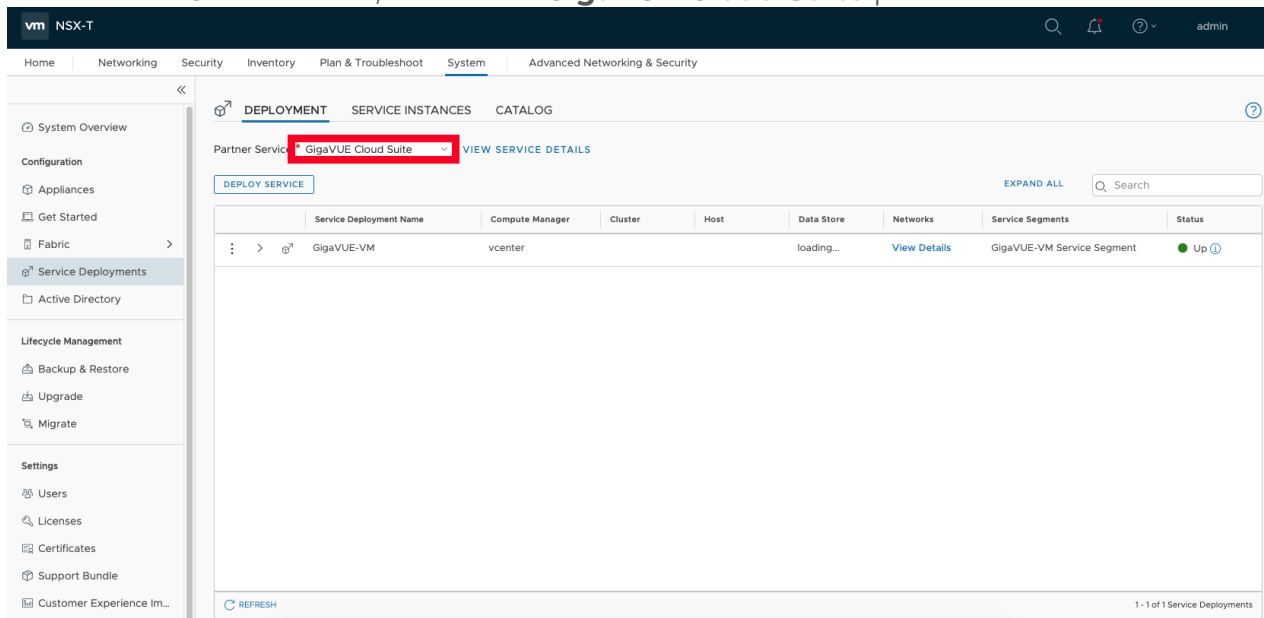 vm NSX-T
admin
Home Networking Security Inventory Plan & Troubleshoot System Advanced Networking & Security
System Overview
Configuration
Appliances
Get Started
Fabric
Service Deployments
Active Directory
Lifecycle Management
Backup & Restore
Upgrade
Migrate
Settings
Users
Licenses
Certificates
Support Bundle
Customer Experience Im...
DEPLOYMENT SERVICE INSTANCES CATALOG
Partner Service * GigaVUE Cloud Suite VIEW SERVICE DETAILS
DEPLOY SERVICE EXPAND ALL Search
Service Deployment Name Compute Manager Cluster Host Data Store Networks Service Segments Status
GigaVUE-VM vcenter loading... View Details GigaVUE-VM Service Segment Up
REFRESH 1 - 1 of 1 Service Deployments